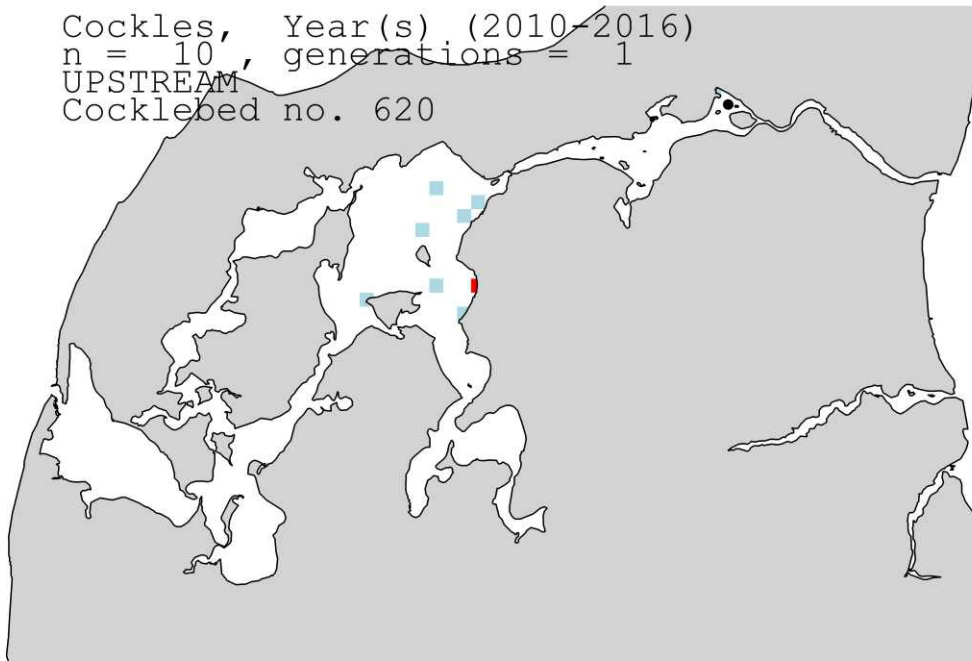 Cockles, Year(s) (2010-2016)
n = 10 , generations = 1
UPSTREAM
Cocklebed no. 620